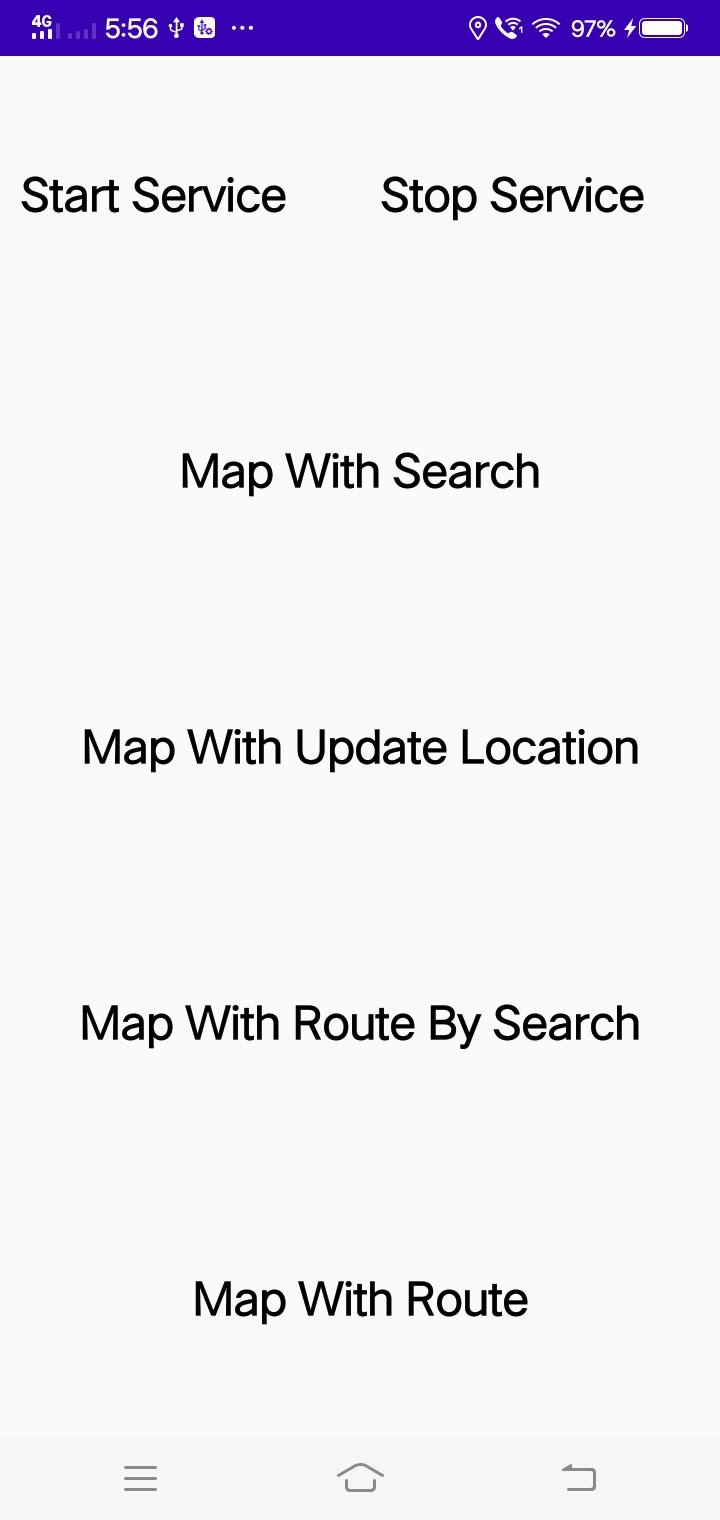 4G 5:56 97%
Start Service Stop Service
Map With Search
Map With Update Location
Map With Route By Search
Map With Route